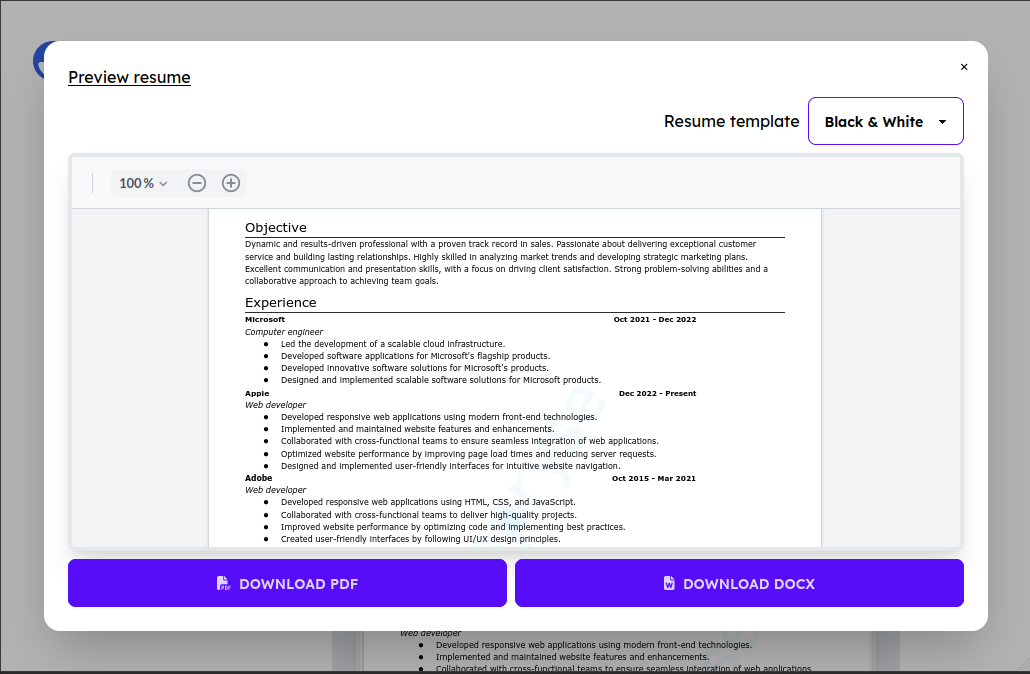 Preview resume
×
Resume template
Black & White
100%
Objective
Dynamic and results-driven professional with a proven track record in sales. Passionate about delivering exceptional customer
service and building lasting relationships. Highly skilled in analyzing market trends and developing strategic marketing plans.
Excellent communication and presentation skills, with a focus on driving client satisfaction. Strong problem-solving abilities and a
collaborative approach to achieving team goals.
Experience
Microsoft Oct 2021 - Dec 2022
Computer engineer
● Led the development of a scalable cloud infrastructure.
● Developed software applications for Microsoft's flagship products.
● Developed innovative software solutions for Microsoft's products.
● Designed and implemented scalable software solutions for Microsoft products.
Apple Dec 2022 - Present
Web developer
● Developed responsive web applications using modern front-end technologies.
● Implemented and maintained website features and enhancements.
● Collaborated with cross-functional teams to ensure seamless integration of web applications.
● Optimized website performance by improving page load times and reducing server requests.
● Designed and implemented user-friendly interfaces for intuitive website navigation.
Adobe Oct 2015 - Mar 2021
Web developer
● Developed responsive web applications using HTML, CSS, and JavaScript.
● Collaborated with cross-functional teams to deliver high-quality projects.
● Improved website performance by optimizing code and implementing best practices.
● Created user-friendly interfaces by following UI/UX design principles.
DOWNLOAD PDF
DOWNLOAD DOCX
Web developer
● Developed responsive web applications using modern front-end technologies.
● Implemented and maintained website features and enhancements.
● Collaborated with cross-functional teams to ensure seamless integration of web applications.